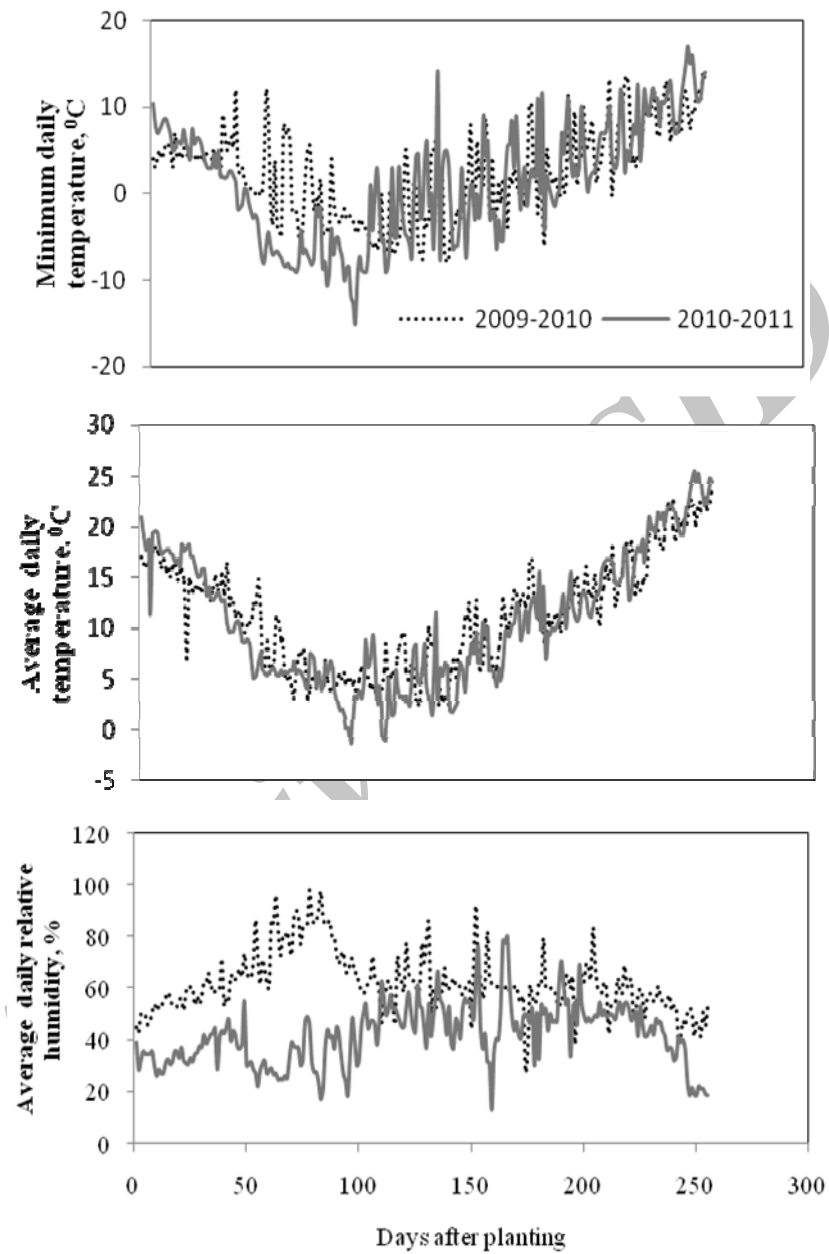 20
10
0
-10
-20
Minimum daily
temperature, ⁰C
2009-2010 2010-2011
30
25
20
15
10
5
0
-5
Average daily
temperature, ⁰C
120
100
80
60
40
20
0
Average daily relative
humidity, %
0 50 100 150 200 250 300
Days after planting